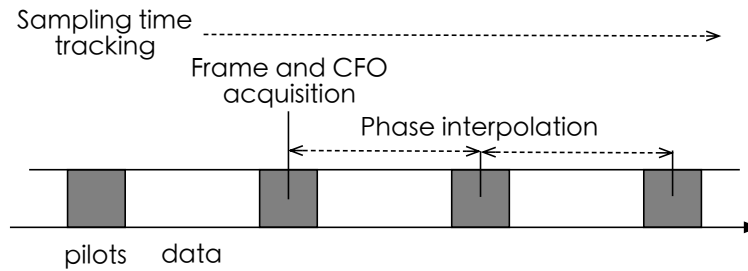 Sampling time
tracking
Frame and CFO
acquisition
Phase interpolation
pilots data